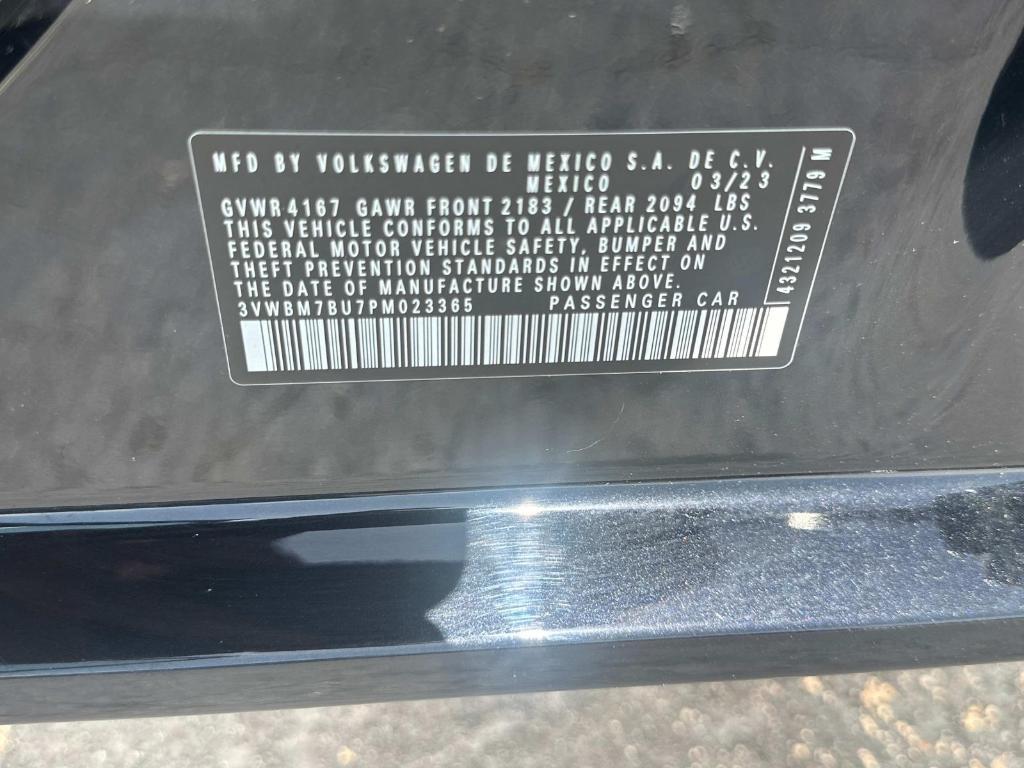 MFD BY VOLKSWAGEN DE MEXICO S.A. DE C.V.
MEXICO 03/23
GVWR 4167 GAWR FRONT 2183 / REAR 2094 LBS
THIS VEHICLE CONFORMS TO ALL APPLICABLE U.S.
FEDERAL MOTOR VEHICLE SAFETY, BUMPER AND
THEFT PREVENTION STANDARDS IN EFFECT ON
THE DATE OF MANUFACTURE SHOWN ABOVE.
3VWBM7BU7PM023365 PASSENGER CAR
4321209 3779 M